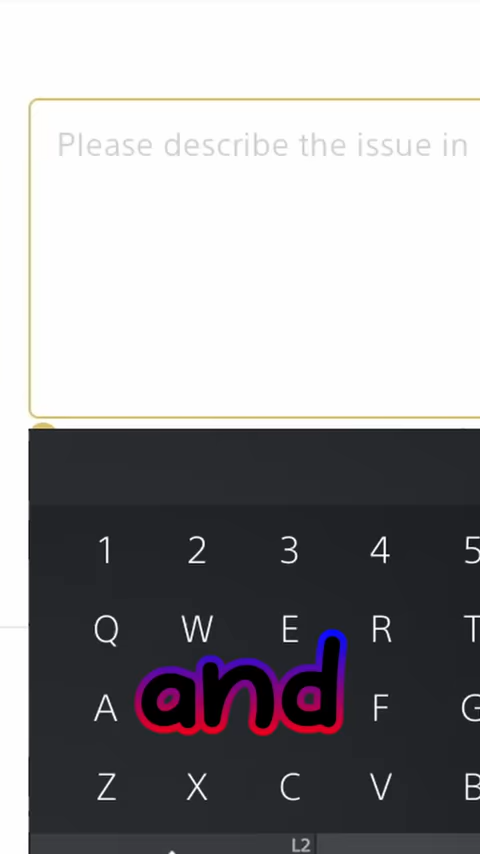 Please describe the issue in
1 2 3 4 5
Q W E R T
A F G
and
Z X C V B
L2